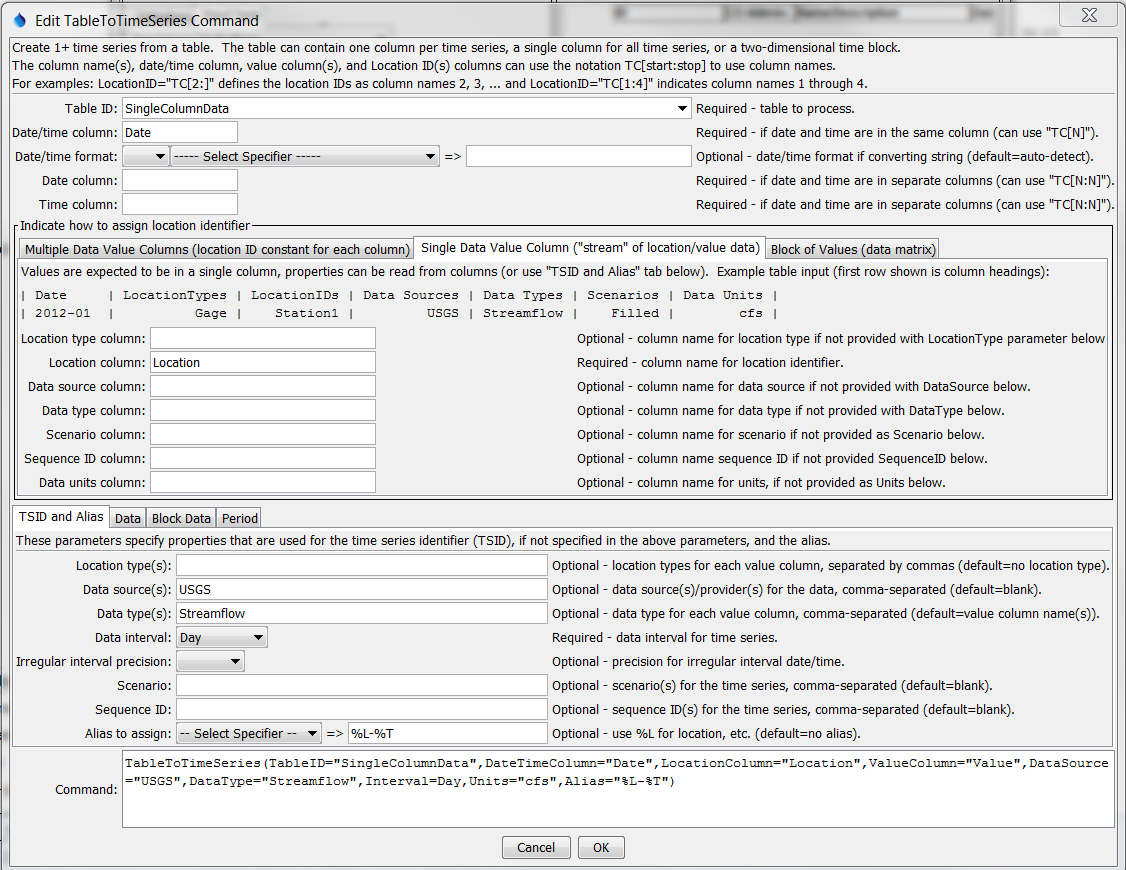 Edit TableToTimeSeries Command
Create 1+ time series from a table. The table can contain one column per time series, a single column for all time series, or a two-dimensional time block.
The column name(s), date/time column, value column(s), and Location ID(s) columns can use the notation TC[start:stop] to use column names.
For examples: LocationID="TC[2:]" defines the location IDs as column names 2, 3, ... and LocationID="TC[1:4]" indicates column names 1 through 4.
Table ID: SingleColumnData Required - table to process.
Date/time column: Date Required - if date and time are in the same column (can use "TC[N]").
Date/time format: ----- Select Specifier ----- => Optional - date/time format if converting string (default=auto-detect).
Date column: Required - if date and time are in separate columns (can use "TC[N:N]").
Time column: Required - if date and time are in separate columns (can use "TC[N:N]").
Indicate how to assign location identifier
Multiple Data Value Columns (location ID constant for each column) Single Data Value Column ("stream" of location/value data) Block of Values (data matrix)
Values are expected to be in a single column, properties can be read from columns (or use "TSID and Alias" tab below). Example table input (first row shown is column headings):
| Date | LocationTypes | LocationIDs | Data Sources | Data Types | Scenarios | Data Units |
| 2012-01 | Gage | Station1 | USGS | Streamflow | Filled | cfs |
Location type column: Optional - column name for location type if not provided with LocationType parameter below
Location column: Location Required - column name for location identifier.
Data source column: Optional - column name for data source if not provided with DataSource below.
Data type column: Optional - column name for data type if not provided with DataType below.
Scenario column: Optional - column name for scenario if not provided as Scenario below.
Sequence ID column: Optional - column name sequence ID if not provided SequenceID below.
Data units column: Optional - column name for units, if not provided as Units below.
TSID and Alias Data Block Data Period
These parameters specify properties that are used for the time series identifier (TSID), if not specified in the above parameters, and the alias.
Location type(s): Optional - location types for each value column, separated by commas (default=no location type).
Data source(s): USGS Optional - data source(s)/provider(s) for the data, comma-separated (default=blank).
Data type(s): Streamflow Optional - data type for each value column, comma-separated (default=value column name(s)).
Data interval: Day Required - data interval for time series.
Irregular interval precision: Optional - precision for irregular interval date/time.
Scenario: Optional - scenario(s) for the time series, comma-separated (default=blank).
Sequence ID: Optional - sequence ID(s) for the time series, comma-separated (default=blank).
Alias to assign: -- Select Specifier -- => %L-%T Optional - use %L for location, etc. (default=no alias).
Command: TableToTimeSeries(TableID="SingleColumnData",DateTimeColumn="Date",LocationColumn="Location",ValueColumn="Value",DataSource
="USGS",DataType="Streamflow",Interval=Day,Units="cfs",Alias="%L-%T")
Cancel OK